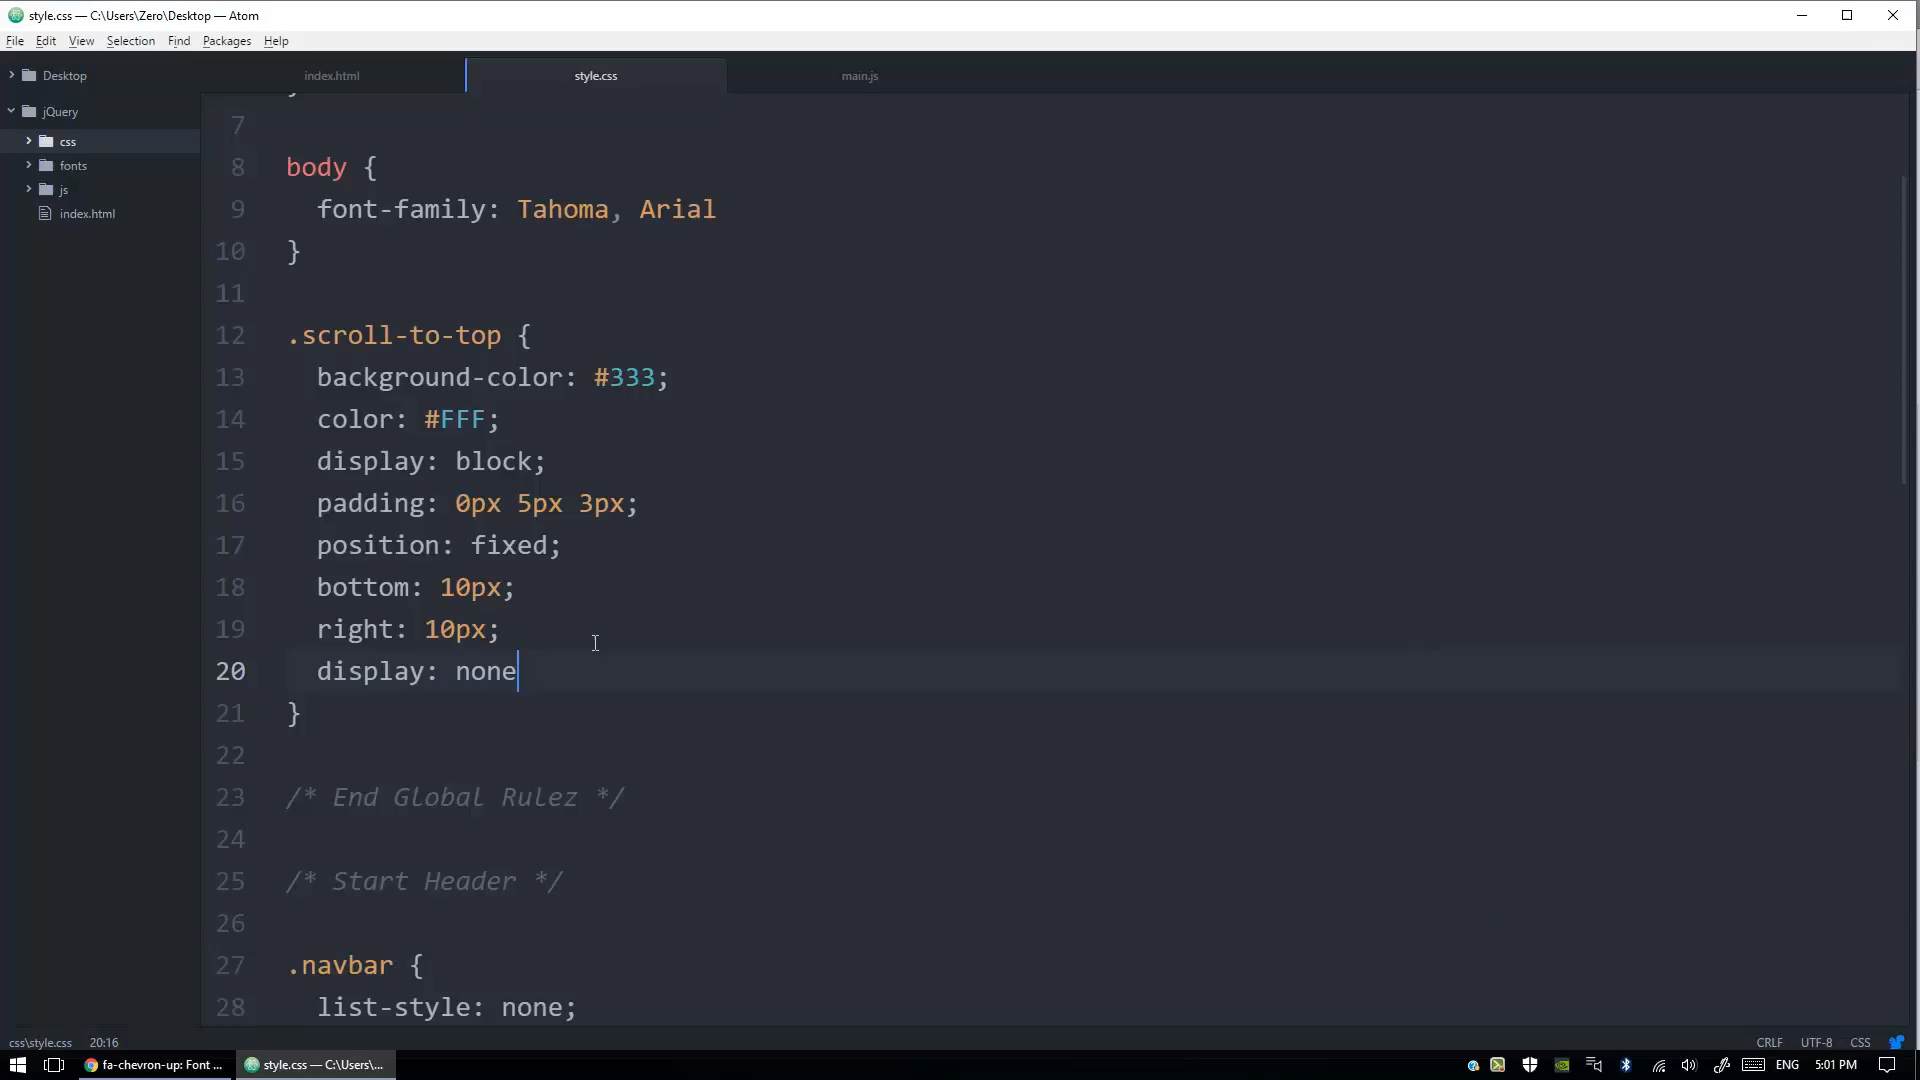 style.css — C:\Users\Zero\Desktop — Atom
File Edit View Selection Find Packages Help
Desktop
jQuery
css
fonts
js
index.html
index.html style.css main.js
}
7
8 body {
9 font-family: Tahoma, Arial
10 }
11
12 .scroll-to-top {
13 background-color: #333;
14 color: #FFF;
15 display: block;
16 padding: 0px 5px 3px;
17 position: fixed;
18 bottom: 10px;
19 right: 10px;
20 display: none
21 }
22
23 /* End Global Rulez */
24
25 /* Start Header */
26
27 .navbar {
28 list-style: none;
css\style.css 20:16 CRLF UTF-8 CSS
fa-chevron-up: Font ... style.css — C:\Users\... ENG 5:01 PM